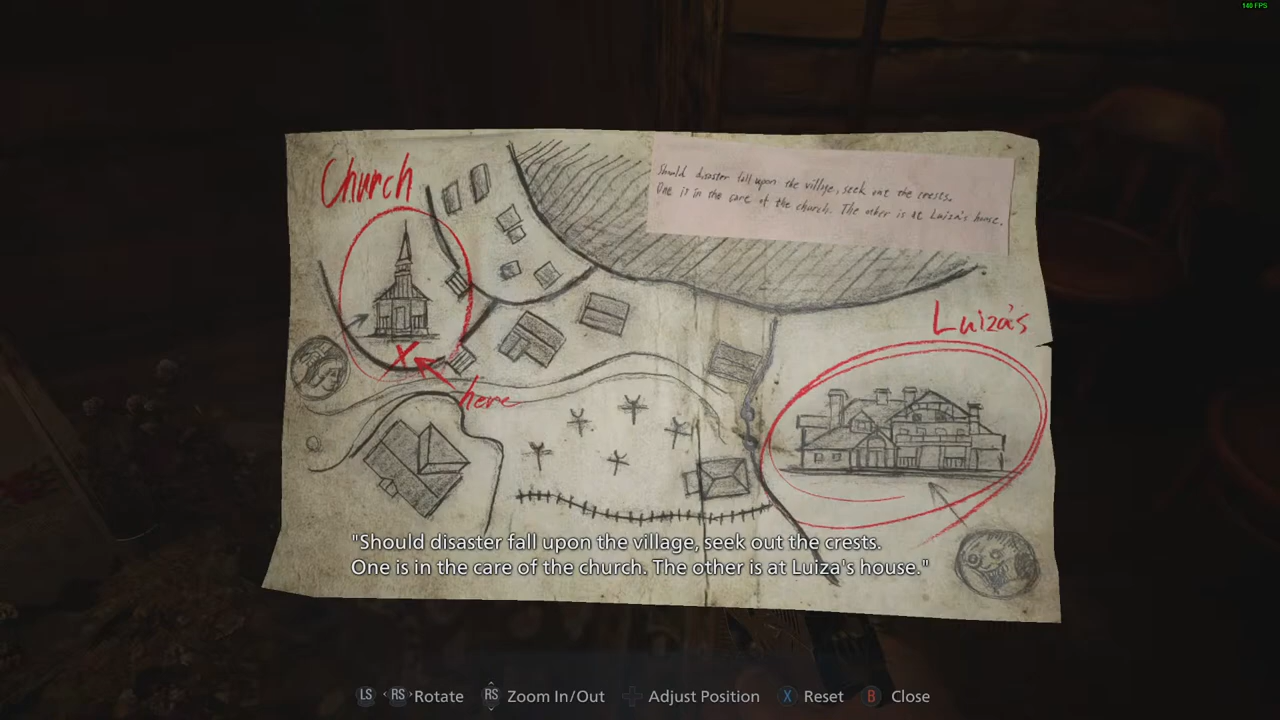 140 FPS
Church
Should disaster fall upon the village, seek out the crests.
One is in the care of the church. The other is at Luiza's house.
Luiza's
here
"Should disaster fall upon the village, seek out the crests.
One is in the care of the church. The other is at Luiza's house."
LS RS Rotate RS Zoom In/Out Adjust Position X Reset B Close